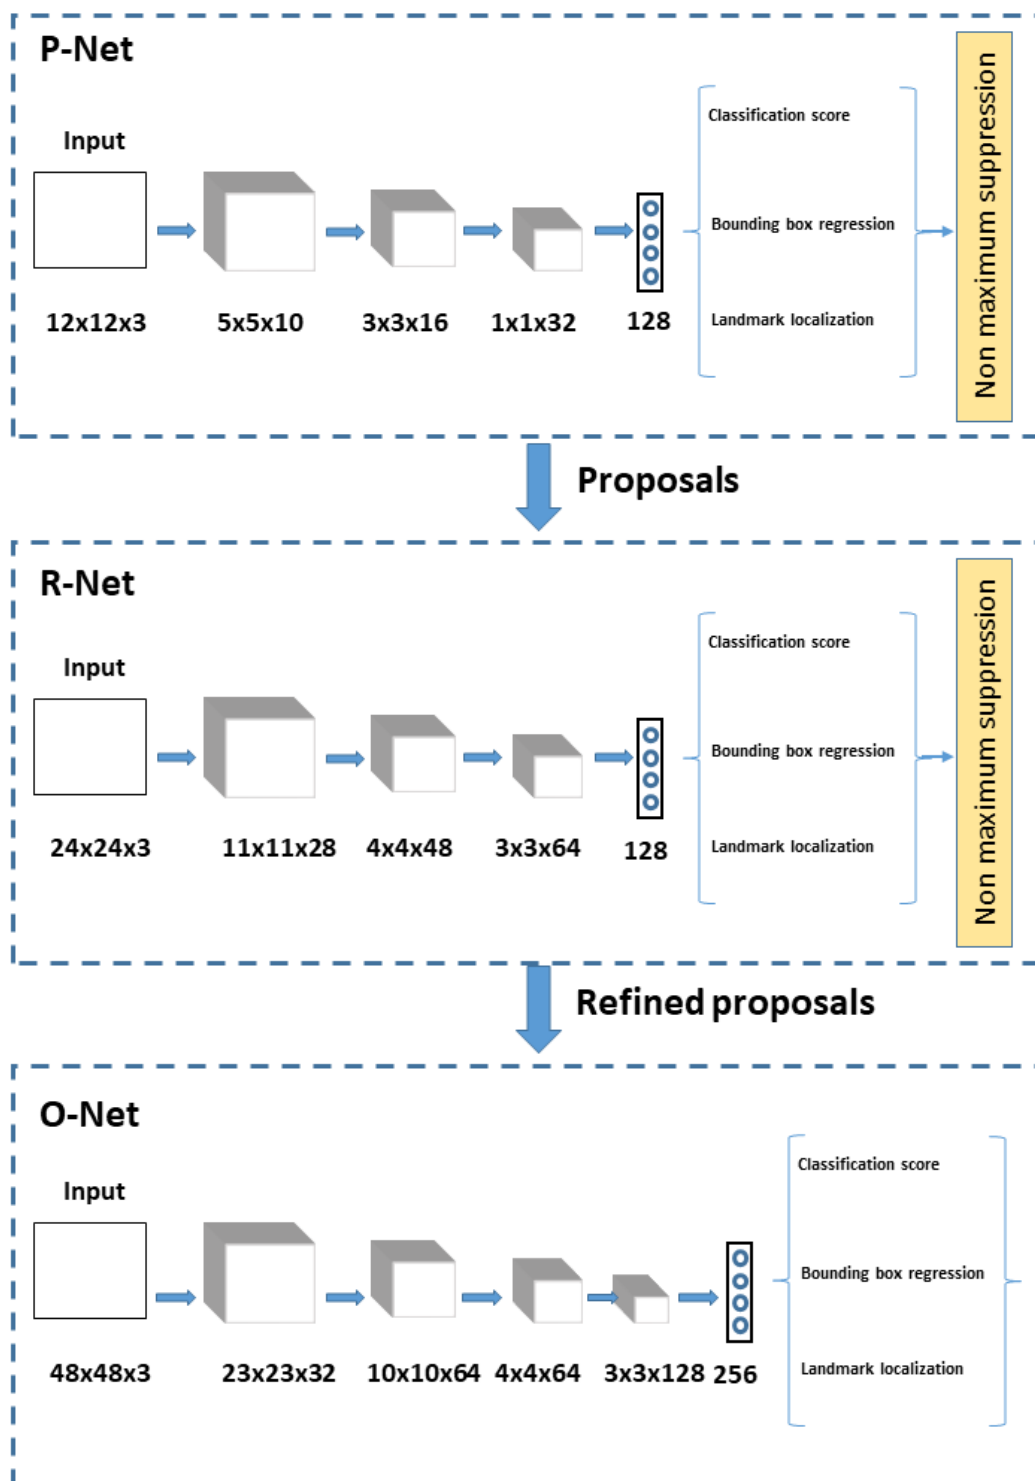 P-Net
Input
12x12x3
5x5x10
3x3x16
1x1x32
128
Classification score
Bounding box regression
Landmark localization
Non maximum suppression
Proposals
R-Net
Input
24x24x3
11x11x28
4x4x48
3x3x64
128
Classification score
Bounding box regression
Landmark localization
Non maximum suppression
Refined proposals
O-Net
Input
48x48x3
23x23x32
10x10x64
4x4x64
3x3x128
256
Classification score
Bounding box regression
Landmark localization